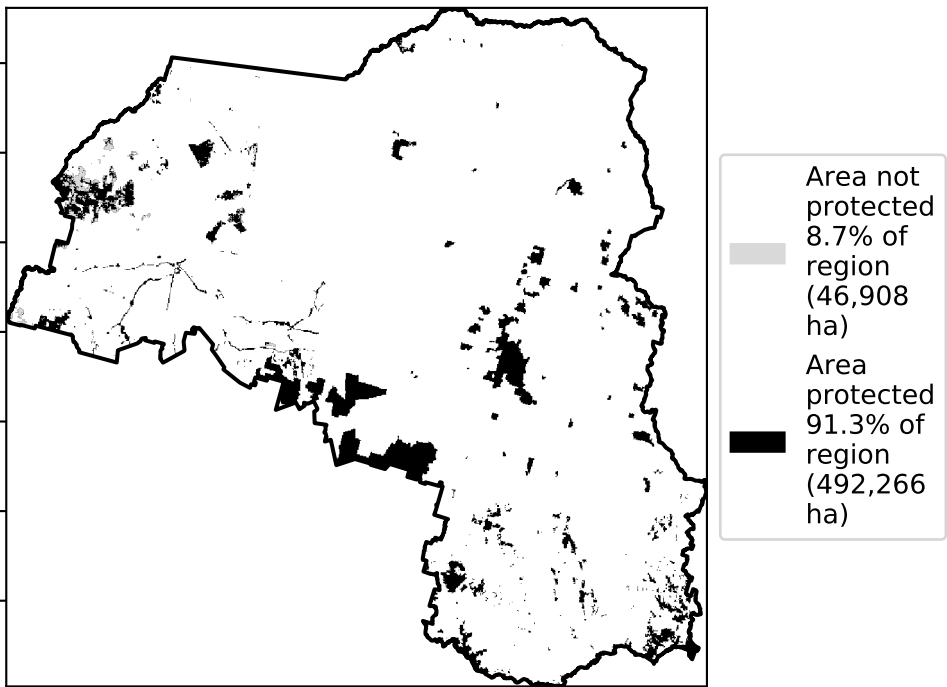 Area not
protected
8.7% of
region
(46,908
ha)
Area
protected
91.3% of
region
(492,266
ha)